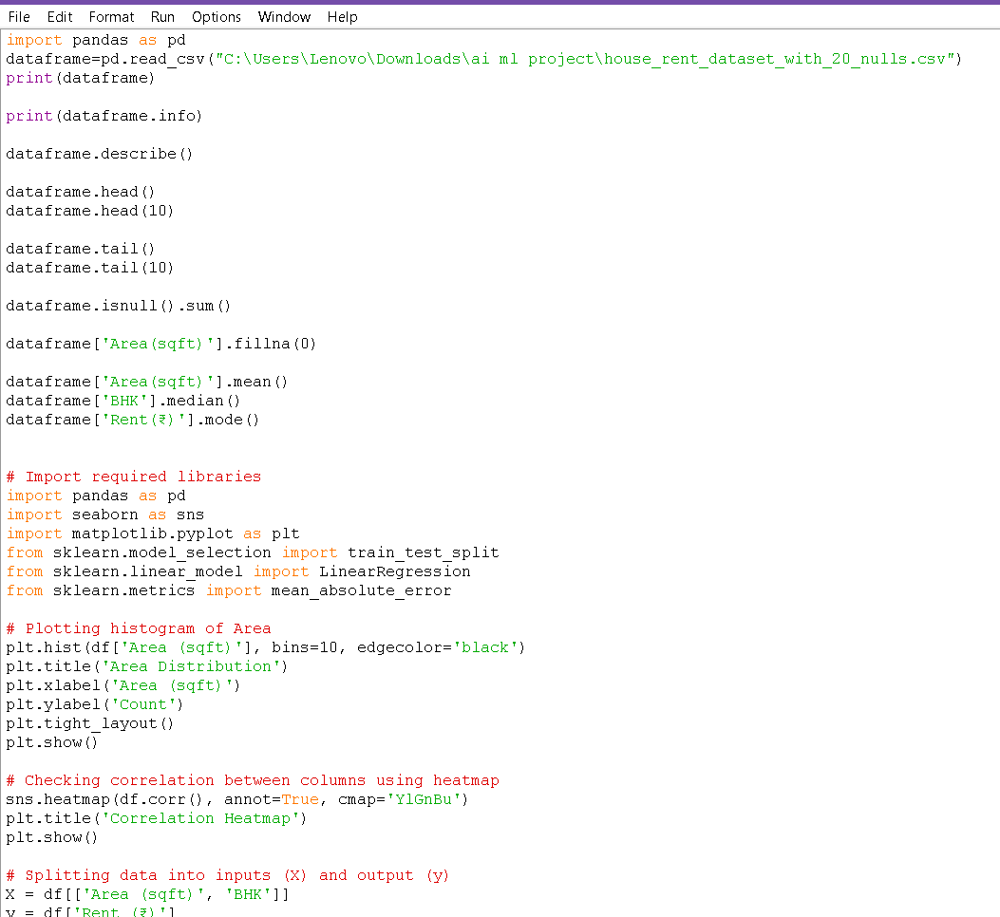 File Edit Format Run Options Window Help
import pandas as pd
dataframe=pd.read_csv("C:\Users\Lenovo\Downloads\ai ml project\house_rent_dataset_with_20_nulls.csv")
print(dataframe)
print(dataframe.info)
dataframe.describe()
dataframe.head()
dataframe.head(10)
dataframe.tail()
dataframe.tail(10)
dataframe.isnull().sum()
dataframe['Area(sqft)'].fillna(0)
dataframe['Area(sqft)'].mean()
dataframe['BHK'].median()
dataframe['Rent(₹)'].mode()
# Import required libraries
import pandas as pd
import seaborn as sns
import matplotlib.pyplot as plt
from sklearn.model_selection import train_test_split
from sklearn.linear_model import LinearRegression
from sklearn.metrics import mean_absolute_error
# Plotting histogram of Area
plt.hist(df['Area (sqft)'], bins=10, edgecolor='black')
plt.title('Area Distribution')
plt.xlabel('Area (sqft)')
plt.ylabel('Count')
plt.tight_layout()
plt.show()
# Checking correlation between columns using heatmap
sns.heatmap(df.corr(), annot=True, cmap='YlGnBu')
plt.title('Correlation Heatmap')
plt.show()
# Splitting data into inputs (X) and output (y)
X = df[['Area (sqft)', 'BHK']]
y = df['Rent (₹)']